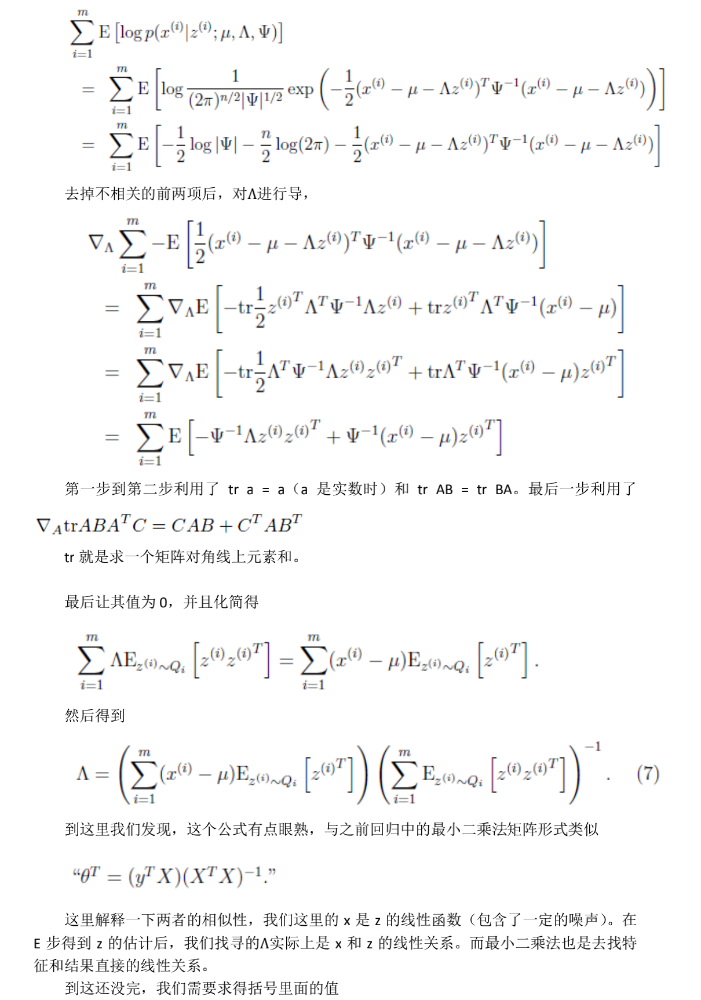 $\sum_{i=1}^{m} \mathrm{E}\left[\log p(x^{(i)}|z^{(i)}; \mu, \Lambda, \Psi)\right]$
$= \sum_{i=1}^{m} \mathrm{E}\left[\log \frac{1}{(2\pi)^{n/2}|\Psi|^{1/2}} \exp\left(-\frac{1}{2}(x^{(i)} - \mu - \Lambda z^{(i)})^T \Psi^{-1}(x^{(i)} - \mu - \Lambda z^{(i)})\right)\right]$
$= \sum_{i=1}^{m} \mathrm{E}\left[-\frac{1}{2}\log|\Psi| - \frac{n}{2}\log(2\pi) - \frac{1}{2}(x^{(i)} - \mu - \Lambda z^{(i)})^T \Psi^{-1}(x^{(i)} - \mu - \Lambda z^{(i)})\right]$
去掉不相关的前两项后，对Λ进行导，
$\nabla_\Lambda \sum_{i=1}^{m} -\mathrm{E}\left[\frac{1}{2}(x^{(i)} - \mu - \Lambda z^{(i)})^T \Psi^{-1}(x^{(i)} - \mu - \Lambda z^{(i)})\right]$
$= \sum_{i=1}^{m} \nabla_\Lambda \mathrm{E}\left[-\mathrm{tr}\frac{1}{2} z^{(i)^T} \Lambda^T \Psi^{-1} \Lambda z^{(i)} + \mathrm{tr} z^{(i)^T} \Lambda^T \Psi^{-1}(x^{(i)} - \mu)\right]$
$= \sum_{i=1}^{m} \nabla_\Lambda \mathrm{E}\left[-\mathrm{tr}\frac{1}{2} \Lambda^T \Psi^{-1} \Lambda z^{(i)} z^{(i)^T} + \mathrm{tr} \Lambda^T \Psi^{-1}(x^{(i)} - \mu) z^{(i)^T}\right]$
$= \sum_{i=1}^{m} \mathrm{E}\left[-\Psi^{-1} \Lambda z^{(i)} z^{(i)^T} + \Psi^{-1}(x^{(i)} - \mu) z^{(i)^T}\right]$
第一步到第二步利用了 tr a = a（a 是实数时）和 tr AB = tr BA。最后一步利用了
$\nabla_A \mathrm{tr} ABA^T C = CAB + C^T AB^T$
tr 就是求一个矩阵对角线上元素和。
最后让其值为 0，并且化简得
$\sum_{i=1}^{m} \Lambda \mathrm{E}_{z^{(i)} \sim Q_i}\left[z^{(i)} z^{(i)^T}\right] = \sum_{i=1}^{m} (x^{(i)} - \mu) \mathrm{E}_{z^{(i)} \sim Q_i}\left[z^{(i)^T}\right].$
然后得到
$\Lambda = \left(\sum_{i=1}^{m} (x^{(i)} - \mu) \mathrm{E}_{z^{(i)} \sim Q_i}\left[z^{(i)^T}\right]\right) \left(\sum_{i=1}^{m} \mathrm{E}_{z^{(i)} \sim Q_i}\left[z^{(i)} z^{(i)^T}\right]\right)^{-1}. \quad (7)$
到这里我们发现，这个公式有点眼熟，与之前回归中的最小二乘法矩阵形式类似
“$\theta^T = (y^T X)(X^T X)^{-1}$.”
这里解释一下两者的相似性，我们这里的 x 是 z 的线性函数（包含了一定的噪声）。在
E 步得到 z 的估计后，我们找寻的Λ实际上是 x 和 z 的线性关系。而最小二乘法也是去找特
征和结果直接的线性关系。
到这还没完，我们需要求得括号里面的值